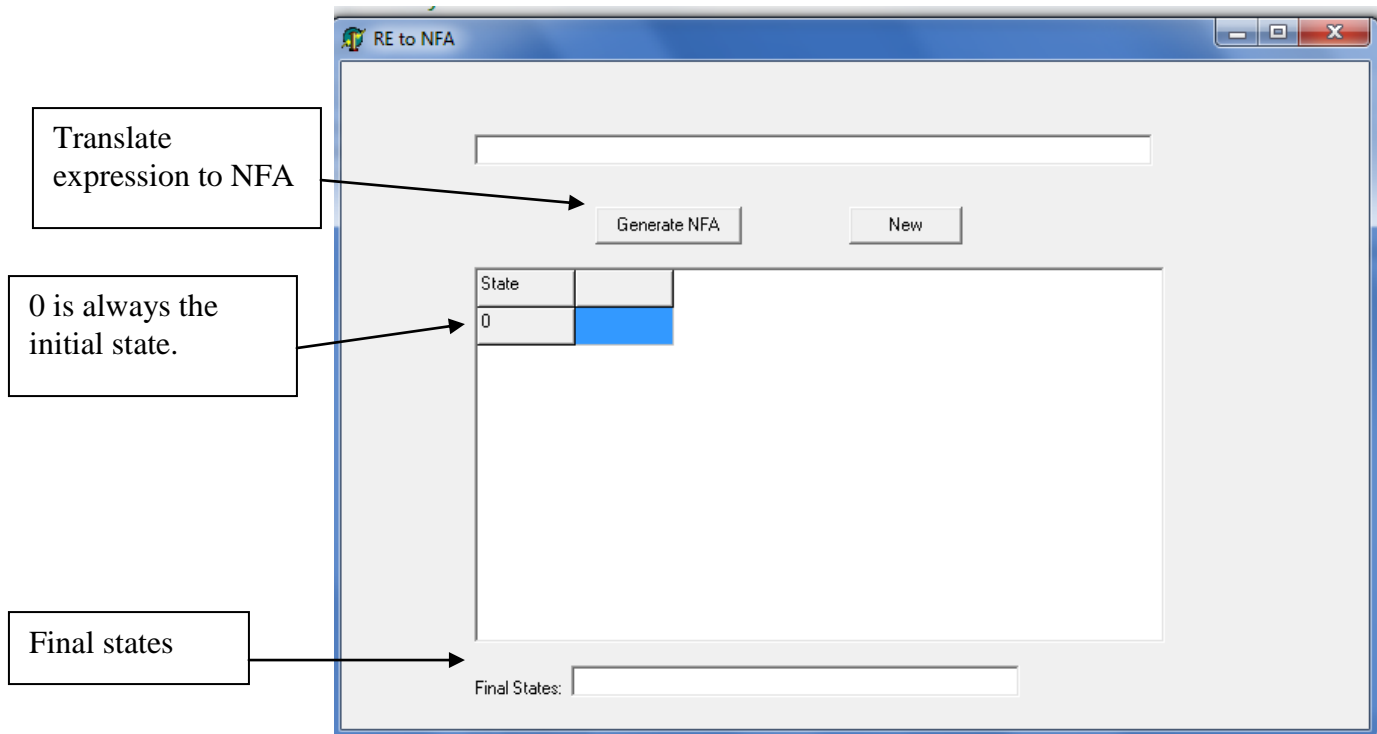 RE to NFA
Translate
expression to NFA
Generate NFA
New
0 is always the
initial state.
State
0
Final states
Final States: